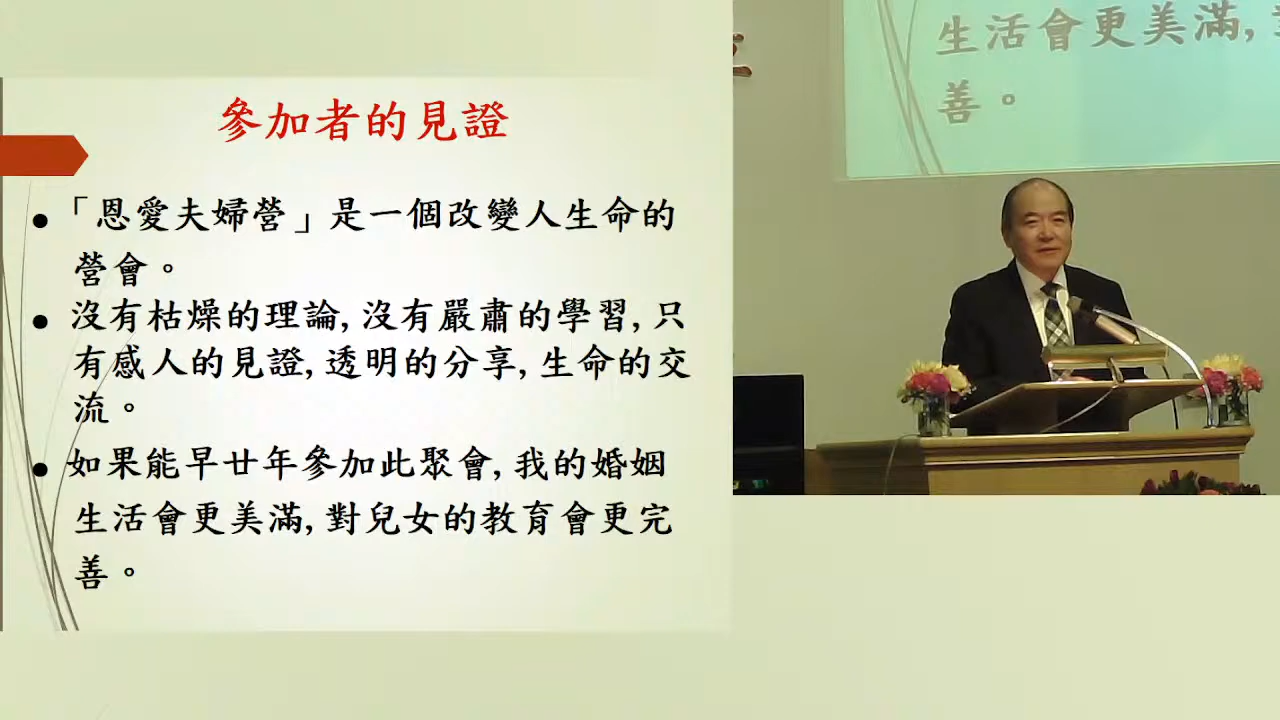 參加者的見證
「恩愛夫婦營」是一個改變人生命的
營會。
沒有枯燥的理論,沒有嚴肅的學習,只
有感人的見證,透明的分享,生命的交
流。
如果能早廿年參加此聚會,我的婚姻
生活會更美滿,對兒女的教育會更完
善。
生活會更美滿,
善。